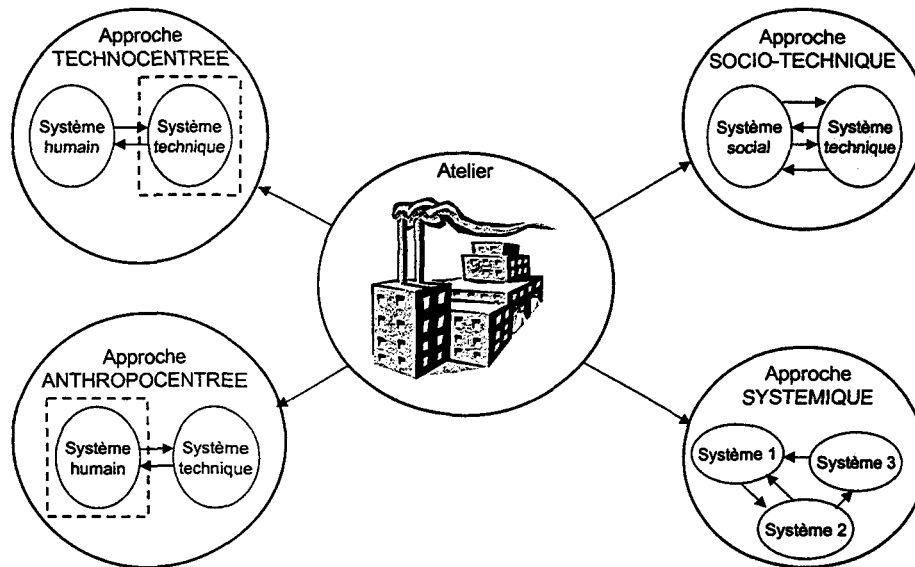 Approche
TECHNOCENTREE
Système
humain
Système
technique
Approche
SOCIO-TECHNIQUE
Système
social
Système
technique
Atelier
Approche
ANTHROPOCENTREE
Système
humain
Système
technique
Approche
SYSTEMIQUE
Système 1
Système 3
Système 2